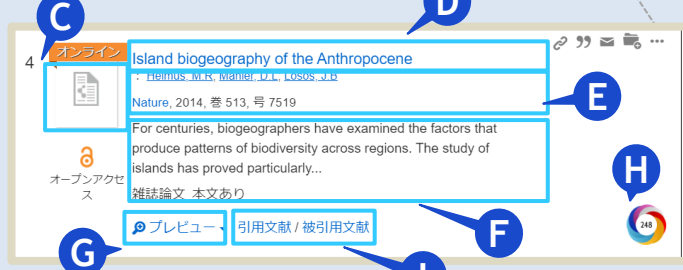 C
D
4
オンライン
Island biogeography of the Anthropocene
: Helmus, M R, Mahler, D L, Losos, J B
Nature, 2014, 巻 513, 号 7519
E
For centuries, biogeographers have examined the factors that
produce patterns of biodiversity across regions. The study of
islands has proved particularly...
雑誌論文 本文あり
オープンアクセ
ス
H
248
プレビュー
引用文献 / 被引用文献
F
G